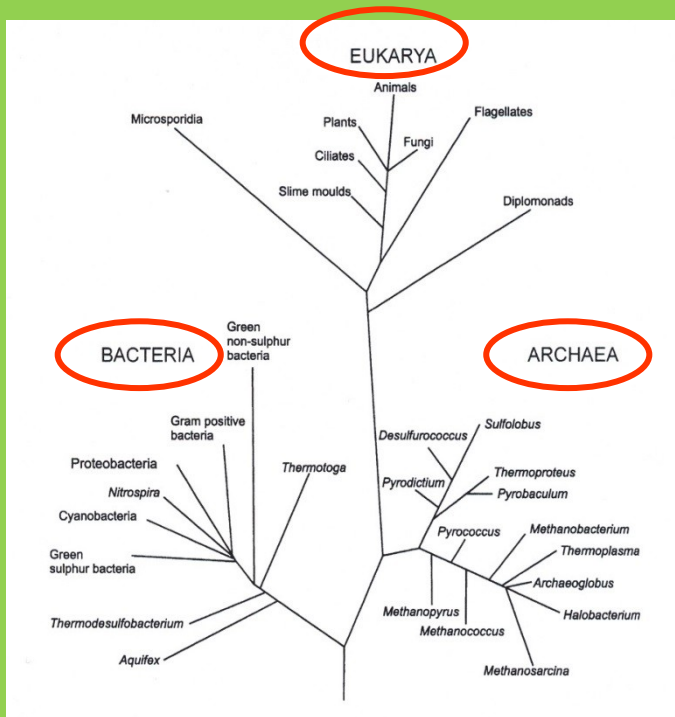 EUKARYA
Animals
Microsporidia
Flagellates
Plants
Fungi
Ciliates
Slime moulds
Diplomonads
BACTERIA
Green
non-sulphur
bacteria
ARCHAEA
Gram positive
bacteria
Proteobacteria
Nitrospira
Cyanobacteria
Green
sulphur bacteria
Thermotoga
Thermodesulfobacterium
Aquifex
Sulfolobus
Desulfurococcus
Thermoproteus
Pyrodictium
Pyrobaculum
Pyrococcus
Methanobacterium
Thermoplasma
Archaeoglobus
Halobacterium
Methanopyrus
Methanococcus
Methanosarcina